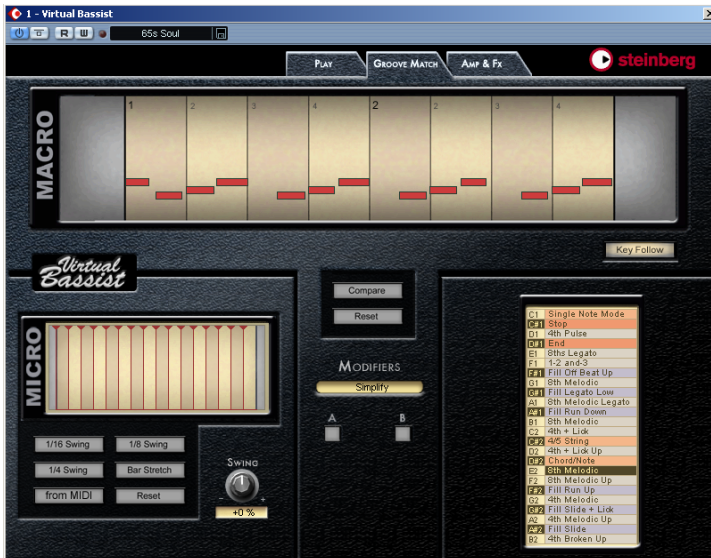 1 - Virtual Bassist
R W 65s Soul
PLAY GROOVE MATCH AMP & FX steinberg
MACRO
1 2 3 4 2 2 3 4
Key Follow
Virtual Bassist
MICRO
1/16 Swing 1/8 Swing
1/4 Swing Bar Stretch
from MIDI Reset
SWING
- +
+0 %
Compare
Reset
MODIFIERS
Simplify
A B
C1 Single Note Mode
C#1 Stop
D1 4th Pulse
D#1 End
E1 8ths Legato
F1 1-2 and-3
F#1 Fill Off Beat Up
G1 8th Melodic
G#1 Fill Legato Low
A1 8th Melodic Legato
A#1 Fill Run Down
B1 8th Melodic
C2 4th + Lick
C#2 4/5 String
D2 4th + Lick Up
D#2 Chord/Note
E2 8th Melodic
F2 8th Melodic Up
F#2 Fill Run Up
G2 4th Melodic
G#2 Fill Slide + Lick
A2 4th Melodic Up
A#2 Fill Slide
B2 4th Broken Up